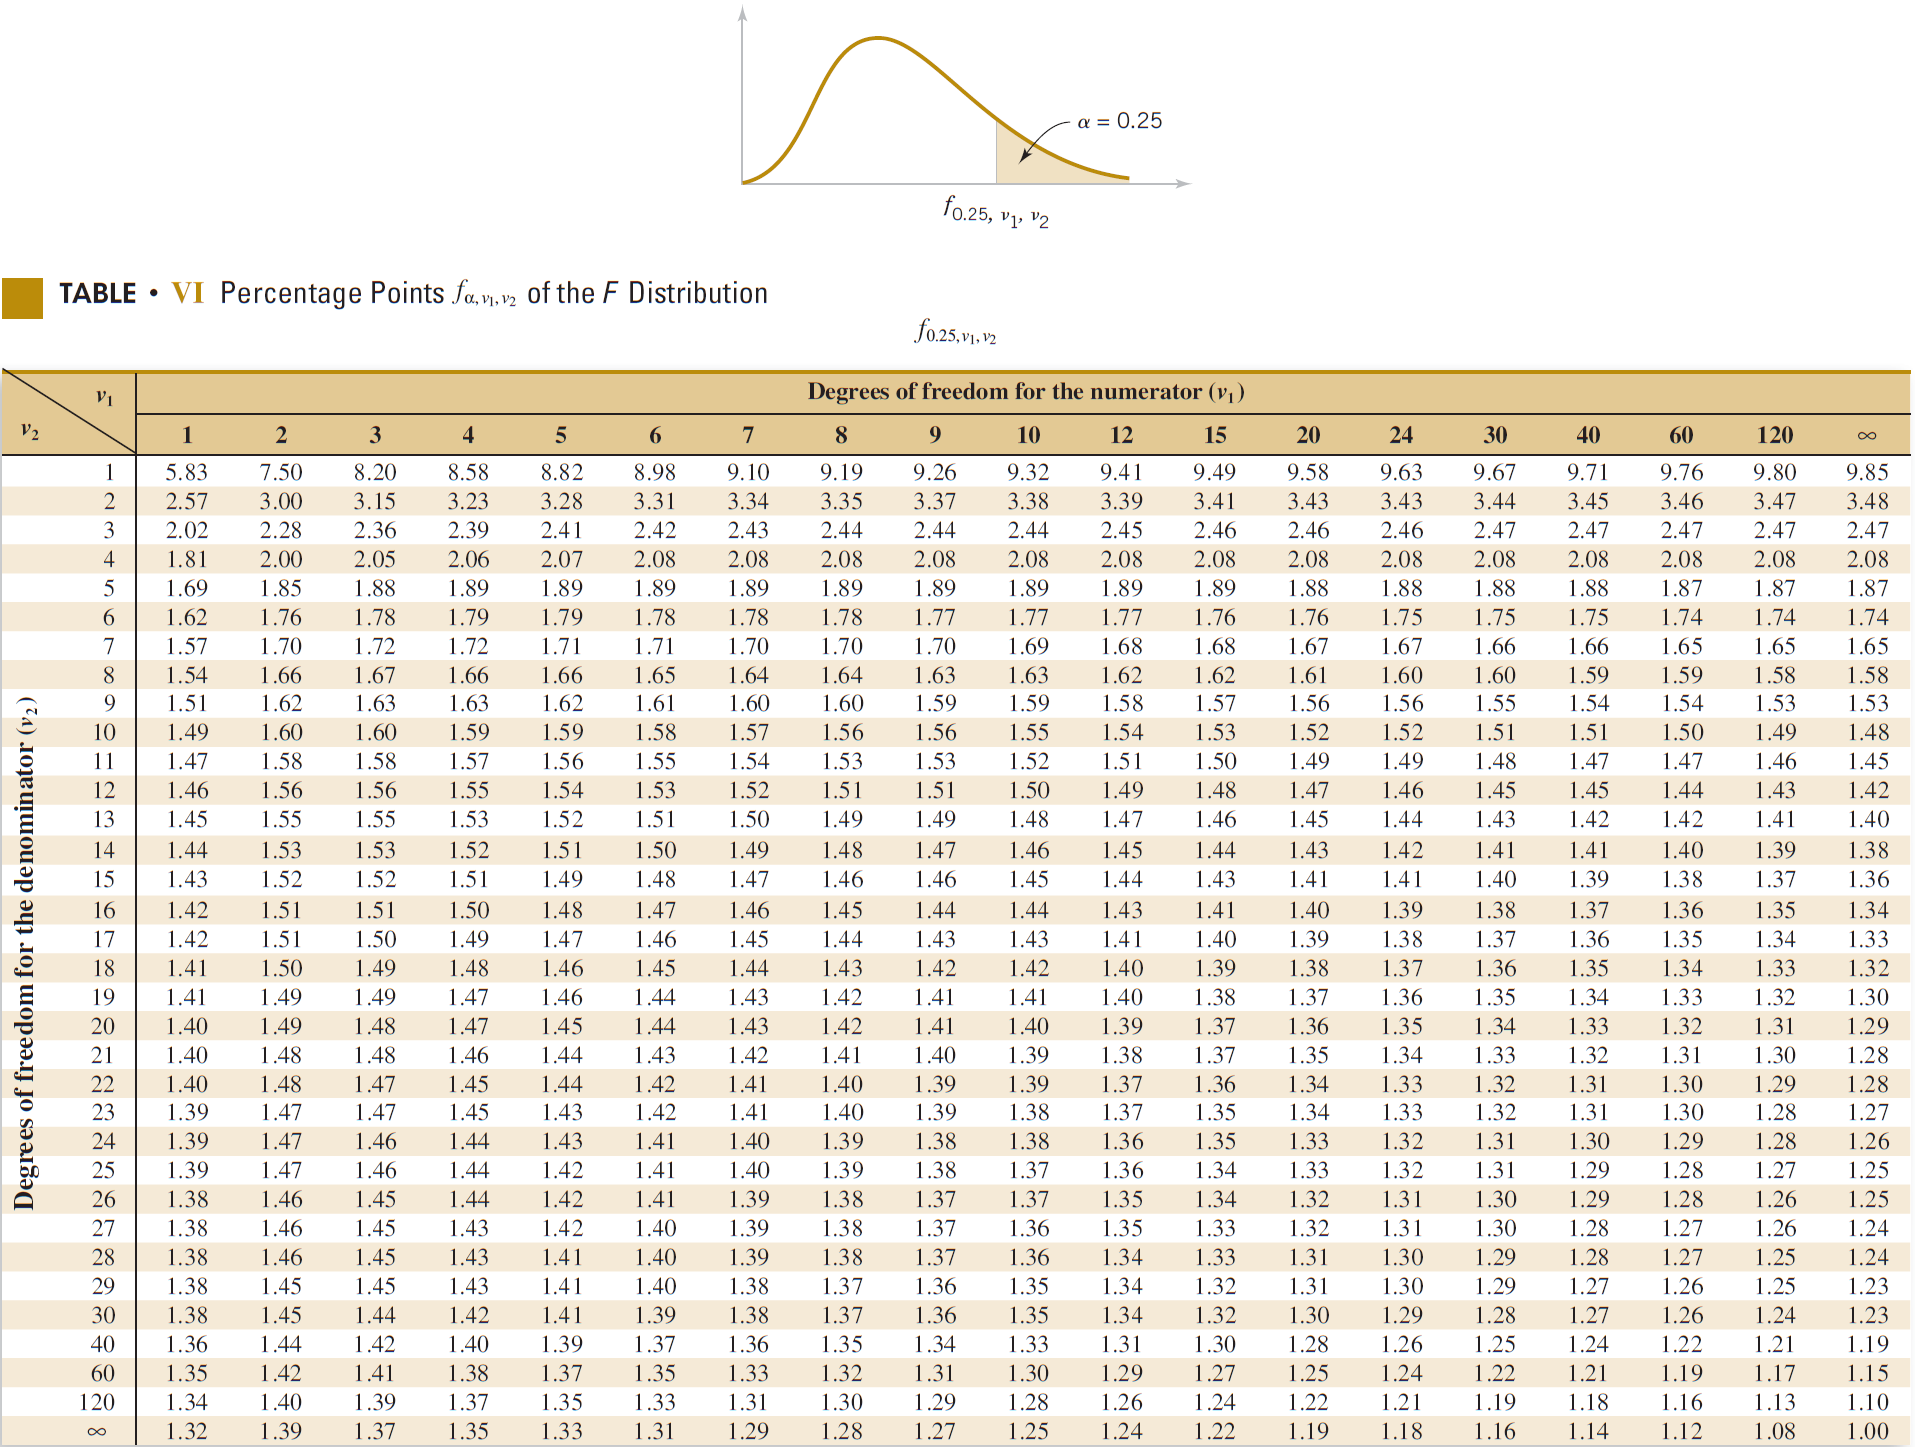 α = 0.25
f0.25, ν1, ν2
TABLE • VI Percentage Points fα, ν1, ν2 of the F Distribution
f0.25, ν1, ν2
ν1 Degrees of freedom for the numerator (ν1)
ν2 1 2 3 4 5 6 7 8 9 10 12 15 20 24 30 40 60 120 ∞
Degrees of freedom for the denominator (ν2)
1 5.83 7.50 8.20 8.58 8.82 8.98 9.10 9.19 9.26 9.32 9.41 9.49 9.58 9.63 9.67 9.71 9.76 9.80 9.85
2 2.57 3.00 3.15 3.23 3.28 3.31 3.34 3.35 3.37 3.38 3.39 3.41 3.43 3.43 3.44 3.45 3.46 3.47 3.48
3 2.02 2.28 2.36 2.39 2.41 2.42 2.43 2.44 2.44 2.44 2.45 2.46 2.46 2.46 2.47 2.47 2.47 2.47 2.47
4 1.81 2.00 2.05 2.06 2.07 2.08 2.08 2.08 2.08 2.08 2.08 2.08 2.08 2.08 2.08 2.08 2.08 2.08 2.08
5 1.69 1.85 1.88 1.89 1.89 1.89 1.89 1.89 1.89 1.89 1.89 1.89 1.88 1.88 1.88 1.88 1.87 1.87 1.87
6 1.62 1.76 1.78 1.79 1.79 1.78 1.78 1.78 1.77 1.77 1.77 1.76 1.76 1.75 1.75 1.75 1.74 1.74 1.74
7 1.57 1.70 1.72 1.72 1.71 1.71 1.70 1.70 1.70 1.69 1.68 1.68 1.67 1.67 1.66 1.66 1.65 1.65 1.65
8 1.54 1.66 1.67 1.66 1.66 1.65 1.64 1.64 1.63 1.63 1.62 1.62 1.61 1.60 1.60 1.59 1.59 1.58 1.58
9 1.51 1.62 1.63 1.63 1.62 1.61 1.60 1.60 1.59 1.59 1.58 1.57 1.56 1.56 1.55 1.54 1.54 1.53 1.53
10 1.49 1.60 1.60 1.59 1.59 1.58 1.57 1.56 1.56 1.55 1.54 1.53 1.52 1.52 1.51 1.51 1.50 1.49 1.48
11 1.47 1.58 1.58 1.57 1.56 1.55 1.54 1.53 1.53 1.52 1.51 1.50 1.49 1.49 1.48 1.47 1.47 1.46 1.45
12 1.46 1.56 1.56 1.55 1.54 1.53 1.52 1.51 1.51 1.50 1.49 1.48 1.47 1.46 1.45 1.45 1.44 1.43 1.42
13 1.45 1.55 1.55 1.53 1.52 1.51 1.50 1.49 1.49 1.48 1.47 1.46 1.45 1.44 1.43 1.42 1.42 1.41 1.40
14 1.44 1.53 1.53 1.52 1.51 1.50 1.49 1.48 1.47 1.46 1.45 1.44 1.43 1.42 1.41 1.41 1.40 1.39 1.38
15 1.43 1.52 1.52 1.51 1.49 1.48 1.47 1.46 1.46 1.45 1.44 1.43 1.41 1.41 1.40 1.39 1.38 1.37 1.36
16 1.42 1.51 1.51 1.50 1.48 1.47 1.46 1.45 1.44 1.44 1.43 1.41 1.40 1.39 1.38 1.37 1.36 1.35 1.34
17 1.42 1.51 1.50 1.49 1.47 1.46 1.45 1.44 1.43 1.43 1.41 1.40 1.39 1.38 1.37 1.36 1.35 1.34 1.33
18 1.41 1.50 1.49 1.48 1.46 1.45 1.44 1.43 1.42 1.42 1.40 1.39 1.38 1.37 1.36 1.35 1.34 1.33 1.32
19 1.41 1.49 1.49 1.47 1.46 1.44 1.43 1.42 1.41 1.41 1.40 1.38 1.37 1.36 1.35 1.34 1.33 1.32 1.30
20 1.40 1.49 1.48 1.47 1.45 1.44 1.43 1.42 1.41 1.40 1.39 1.37 1.36 1.35 1.34 1.33 1.32 1.31 1.29
21 1.40 1.48 1.48 1.46 1.44 1.43 1.42 1.41 1.40 1.39 1.38 1.37 1.35 1.34 1.33 1.32 1.31 1.30 1.28
22 1.40 1.48 1.47 1.45 1.44 1.42 1.41 1.40 1.39 1.39 1.37 1.36 1.34 1.33 1.32 1.31 1.30 1.29 1.28
23 1.39 1.47 1.47 1.45 1.43 1.42 1.41 1.40 1.39 1.38 1.37 1.35 1.34 1.33 1.32 1.31 1.30 1.28 1.27
24 1.39 1.47 1.46 1.44 1.43 1.41 1.40 1.39 1.38 1.38 1.36 1.35 1.33 1.32 1.31 1.30 1.29 1.28 1.26
25 1.39 1.47 1.46 1.44 1.42 1.41 1.40 1.39 1.38 1.37 1.36 1.34 1.33 1.32 1.31 1.29 1.28 1.27 1.25
26 1.38 1.46 1.45 1.44 1.42 1.41 1.39 1.38 1.37 1.37 1.35 1.34 1.32 1.31 1.30 1.29 1.28 1.26 1.25
27 1.38 1.46 1.45 1.43 1.42 1.40 1.39 1.38 1.37 1.36 1.35 1.33 1.32 1.31 1.30 1.28 1.27 1.26 1.24
28 1.38 1.46 1.45 1.43 1.41 1.40 1.39 1.38 1.37 1.36 1.34 1.33 1.31 1.30 1.29 1.28 1.27 1.25 1.24
29 1.38 1.45 1.45 1.43 1.41 1.40 1.38 1.37 1.36 1.35 1.34 1.32 1.31 1.30 1.29 1.27 1.26 1.25 1.23
30 1.38 1.45 1.44 1.42 1.41 1.39 1.38 1.37 1.36 1.35 1.34 1.32 1.30 1.29 1.28 1.27 1.26 1.24 1.23
40 1.36 1.44 1.42 1.40 1.39 1.37 1.36 1.35 1.34 1.33 1.31 1.30 1.28 1.26 1.25 1.24 1.22 1.21 1.19
60 1.35 1.42 1.41 1.38 1.37 1.35 1.33 1.32 1.31 1.30 1.29 1.27 1.25 1.24 1.22 1.21 1.19 1.17 1.15
120 1.34 1.40 1.39 1.37 1.35 1.33 1.31 1.30 1.29 1.28 1.26 1.24 1.22 1.21 1.19 1.18 1.16 1.13 1.10
∞ 1.32 1.39 1.37 1.35 1.33 1.31 1.29 1.28 1.27 1.25 1.24 1.22 1.19 1.18 1.16 1.14 1.12 1.08 1.00